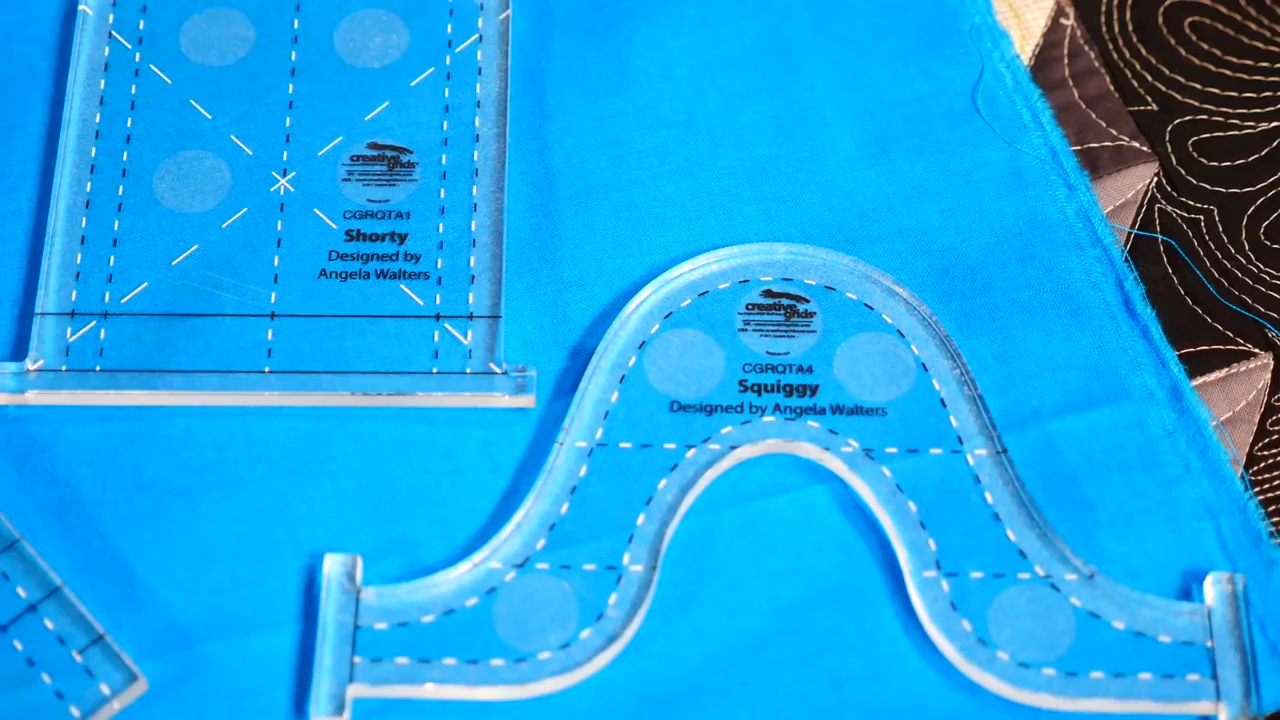 creative
grids
CGRQTA1
Shorty
Designed by
Angela Walters
creative
grids
CGRQTA4
Squiggy
Designed by Angela Walters